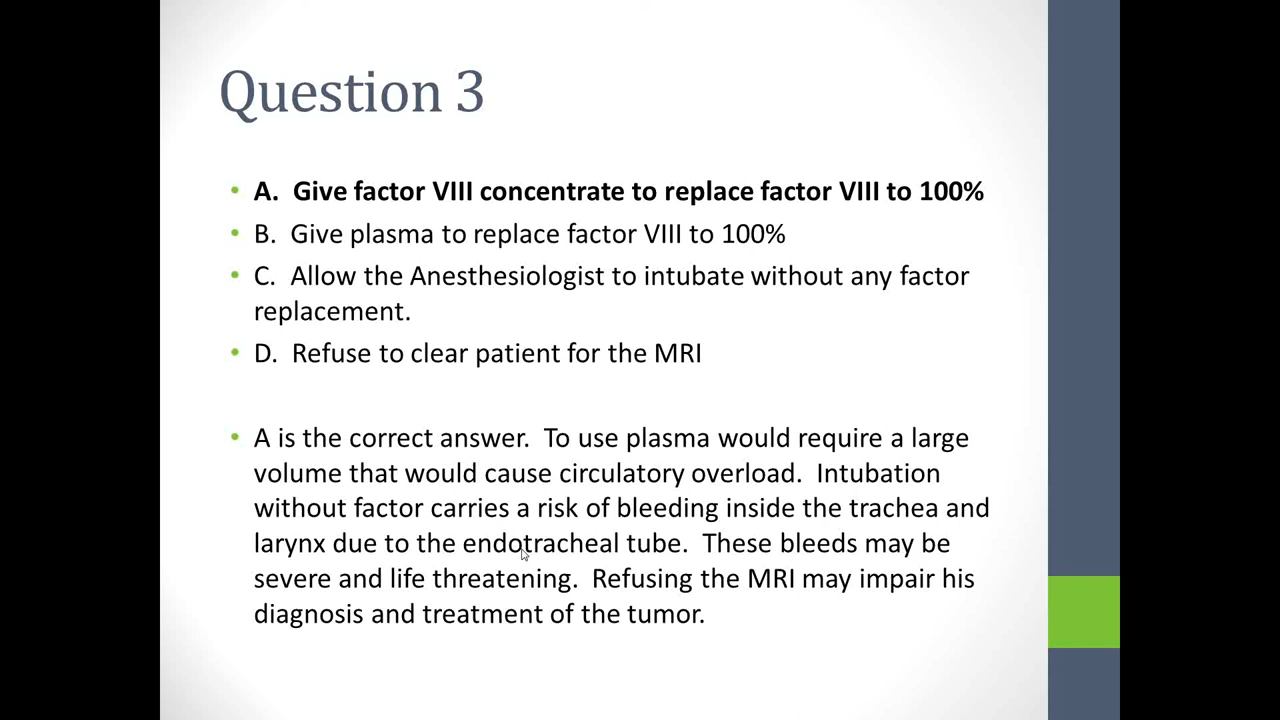 Question 3
• A. Give factor VIII concentrate to replace factor VIII to 100%
• B. Give plasma to replace factor VIII to 100%
• C. Allow the Anesthesiologist to intubate without any factor
replacement.
• D. Refuse to clear patient for the MRI
• A is the correct answer. To use plasma would require a large
volume that would cause circulatory overload. Intubation
without factor carries a risk of bleeding inside the trachea and
larynx due to the endotracheal tube. These bleeds may be
severe and life threatening. Refusing the MRI may impair his
diagnosis and treatment of the tumor.